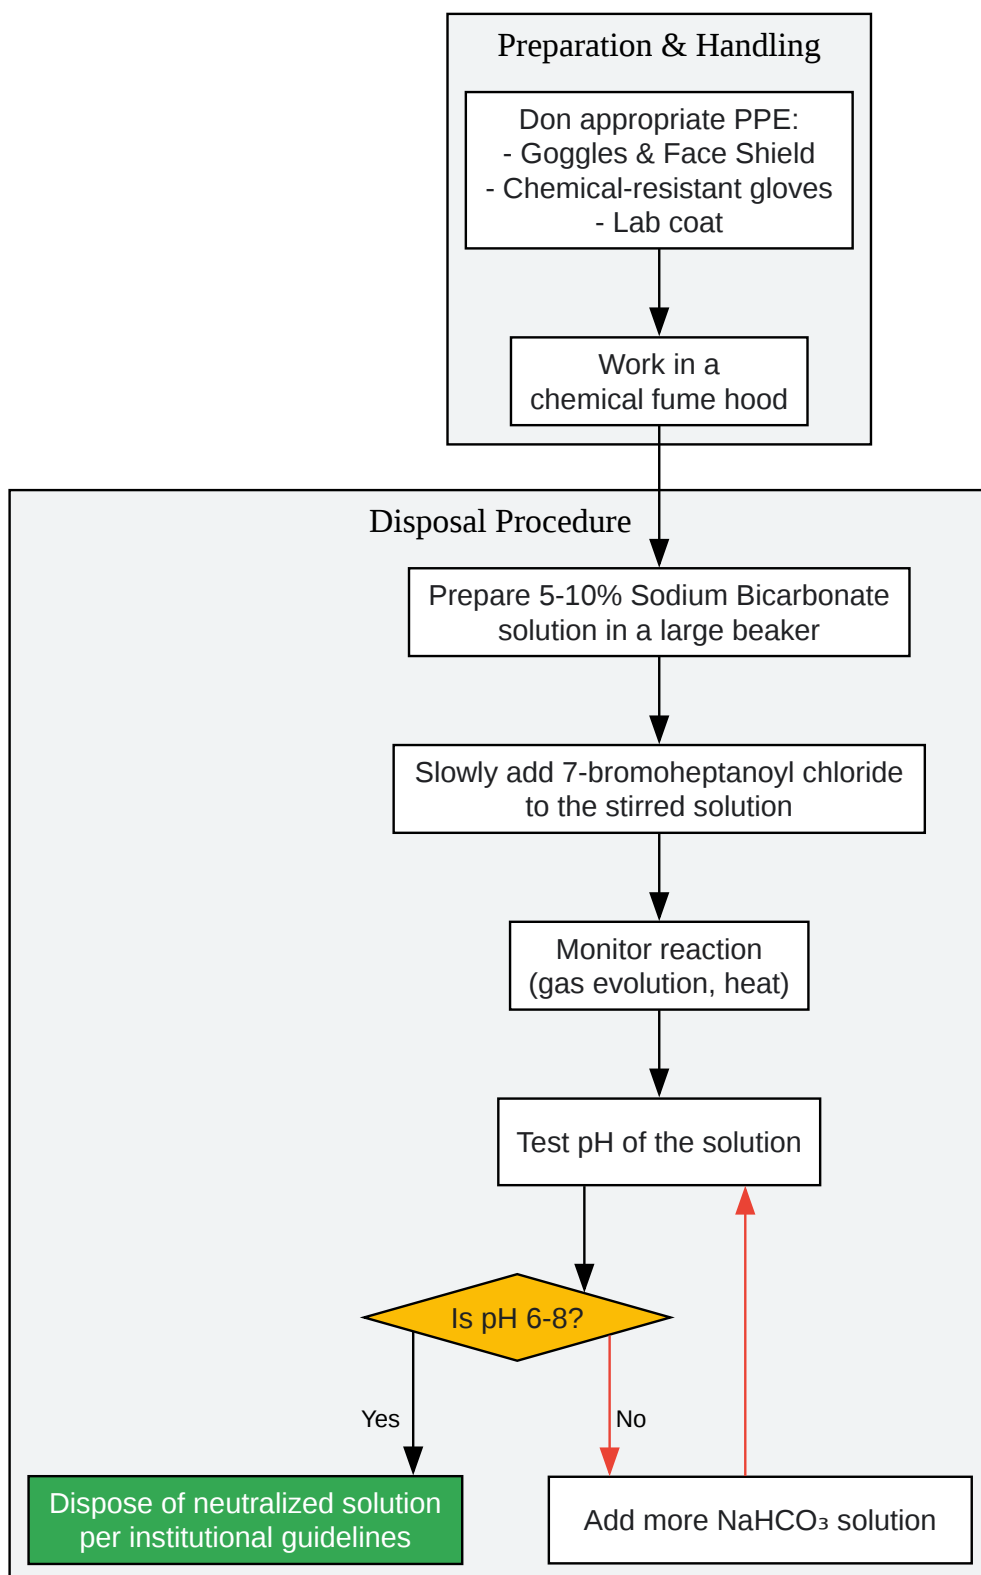 Preparation & Handling
Don appropriate PPE:
- Goggles & Face Shield
- Chemical-resistant gloves
- Lab coat
Work in a
chemical fume hood
Disposal Procedure
Prepare 5-10% Sodium Bicarbonate
solution in a large beaker
Slowly add 7-bromoheptanoyl chloride
to the stirred solution
Monitor reaction
(gas evolution, heat)
Test pH of the solution
Is pH 6-8?
Yes
No
Dispose of neutralized solution
per institutional guidelines
Add more NaHCO₃ solution